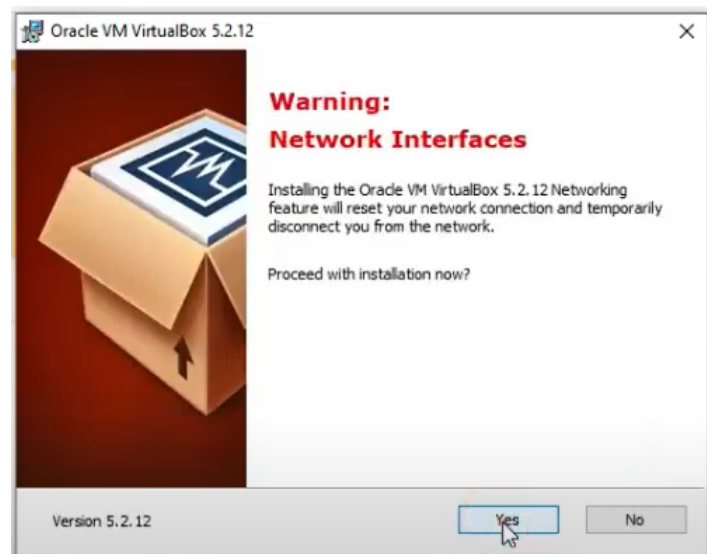 Oracle VM VirtualBox 5.2.12
Warning:
Network Interfaces
Installing the Oracle VM VirtualBox 5.2.12 Networking
feature will reset your network connection and temporarily
disconnect you from the network.
Proceed with installation now?
Version 5.2.12
Yes
No